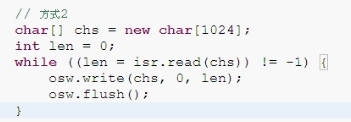 // 方式2
char[] chs = new char[1024];
int len = 0;
while ((len = isr.read(chs)) != -1) {
    osw.write(chs, 0, len);
    osw.flush();
}